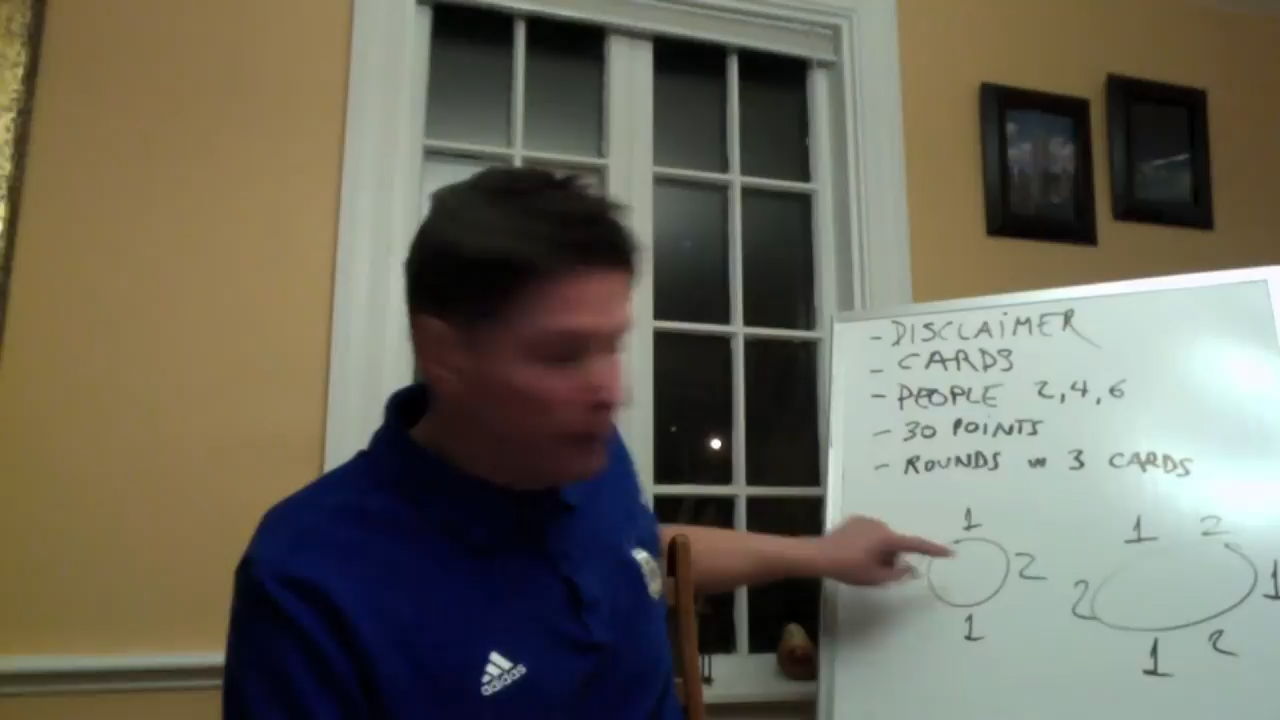 - DISCLAIMER
- CARDS
- PEOPLE 2,4,6
- 30 POINTS
- ROUNDS w 3 CARDS
1
2
1
1 2
2 1
1 2
adidas